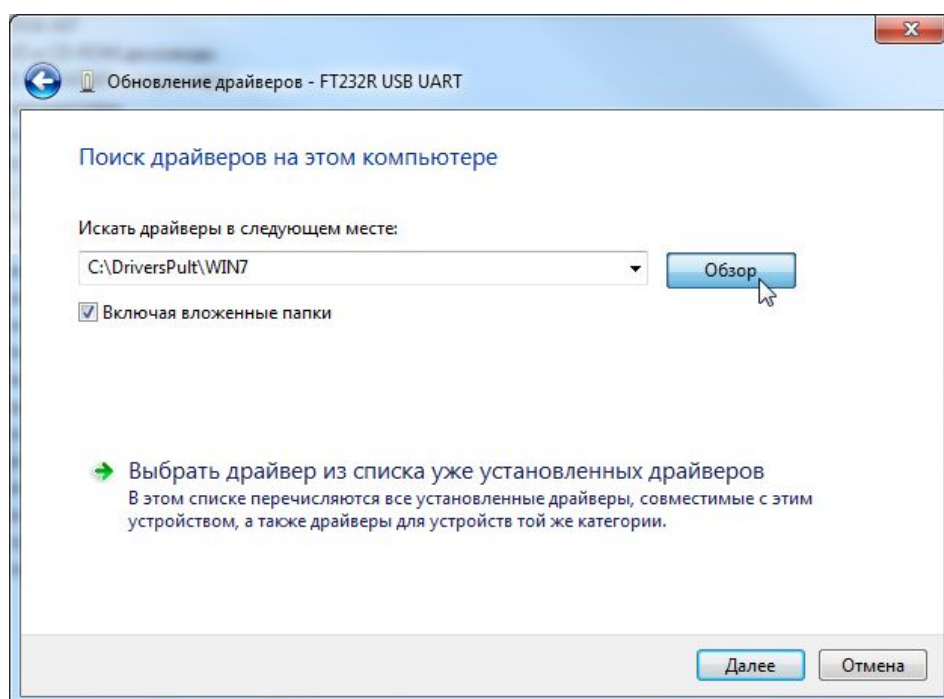 Обновление драйверов - FT232R USB UART
Поиск драйверов на этом компьютере
Искать драйверы в следующем месте:
C:\DriversPult\WIN7
Обзор
Включая вложенные папки
Выбрать драйвер из списка уже установленных драйверов
В этом списке перечисляются все установленные драйверы, совместимые с этим
устройством, а также драйверы для устройств той же категории.
Далее
Отмена